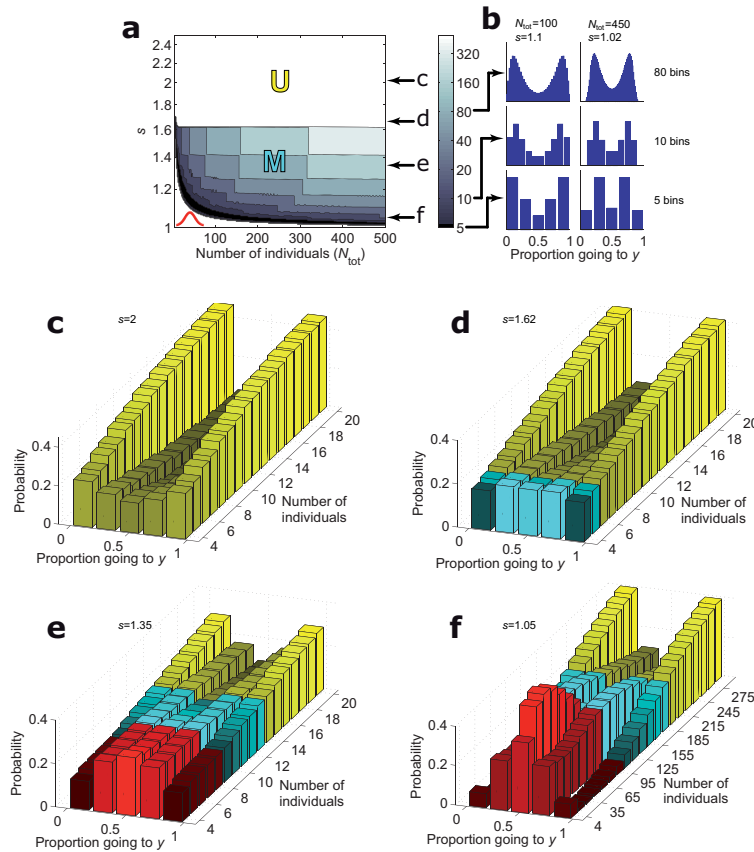 a
2.4
2.2
2
1.8
1.6
1.4
1.2
1
s
U
M
0 100 200 300 400 500
Number of individuals (Ntot)
c
d
e
f
320
160
80
40
20
10
5
b
Ntot=100
s=1.1
Ntot=450
s=1.02
80 bins
10 bins
5 bins
0 0.5 1 0 0.5 1
Proportion going to y
c
s=2
0.4
0.2
0
Probability
0 0.5 1
Proportion going to y
4 6 8 10 12 14 16 18 20
Number of
individuals
d
s=1.62
0.4
0.2
0
Probability
0 0.5 1
Proportion going to y
4 6 8 10 12 14 16 18 20
Number of
individuals
e
s=1.35
0.4
0.2
0
Probability
0 0.5 1
Proportion going to y
4 6 8 10 12 14 16 18 20
Number of
individuals
f
s=1.05
0.4
0.2
0
Probability
0 0.5 1
Proportion going to y
4 35 65 95 125 155 185 215 245 275
Number of
individuals